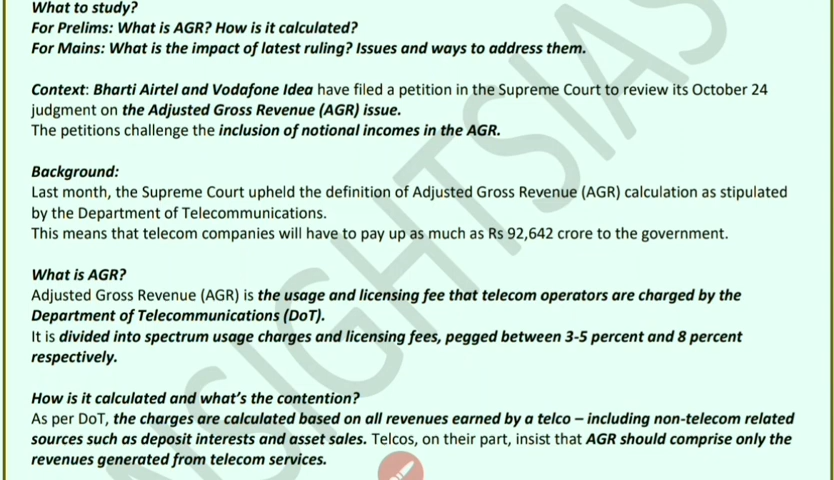 What to study?
For Prelims: What is AGR? How is it calculated?
For Mains: What is the impact of latest ruling? Issues and ways to address them.
Context: Bharti Airtel and Vodafone Idea have filed a petition in the Supreme Court to review its October 24
judgment on the Adjusted Gross Revenue (AGR) issue.
The petitions challenge the inclusion of notional incomes in the AGR.
Background:
Last month, the Supreme Court upheld the definition of Adjusted Gross Revenue (AGR) calculation as stipulated
by the Department of Telecommunications.
This means that telecom companies will have to pay up as much as Rs 92,642 crore to the government.
What is AGR?
Adjusted Gross Revenue (AGR) is the usage and licensing fee that telecom operators are charged by the
Department of Telecommunications (DoT).
It is divided into spectrum usage charges and licensing fees, pegged between 3-5 percent and 8 percent
respectively.
How is it calculated and what's the contention?
As per DoT, the charges are calculated based on all revenues earned by a telco – including non-telecom related
sources such as deposit interests and asset sales. Telcos, on their part, insist that AGR should comprise only the
revenues generated from telecom services.
INSIGHTSIAS